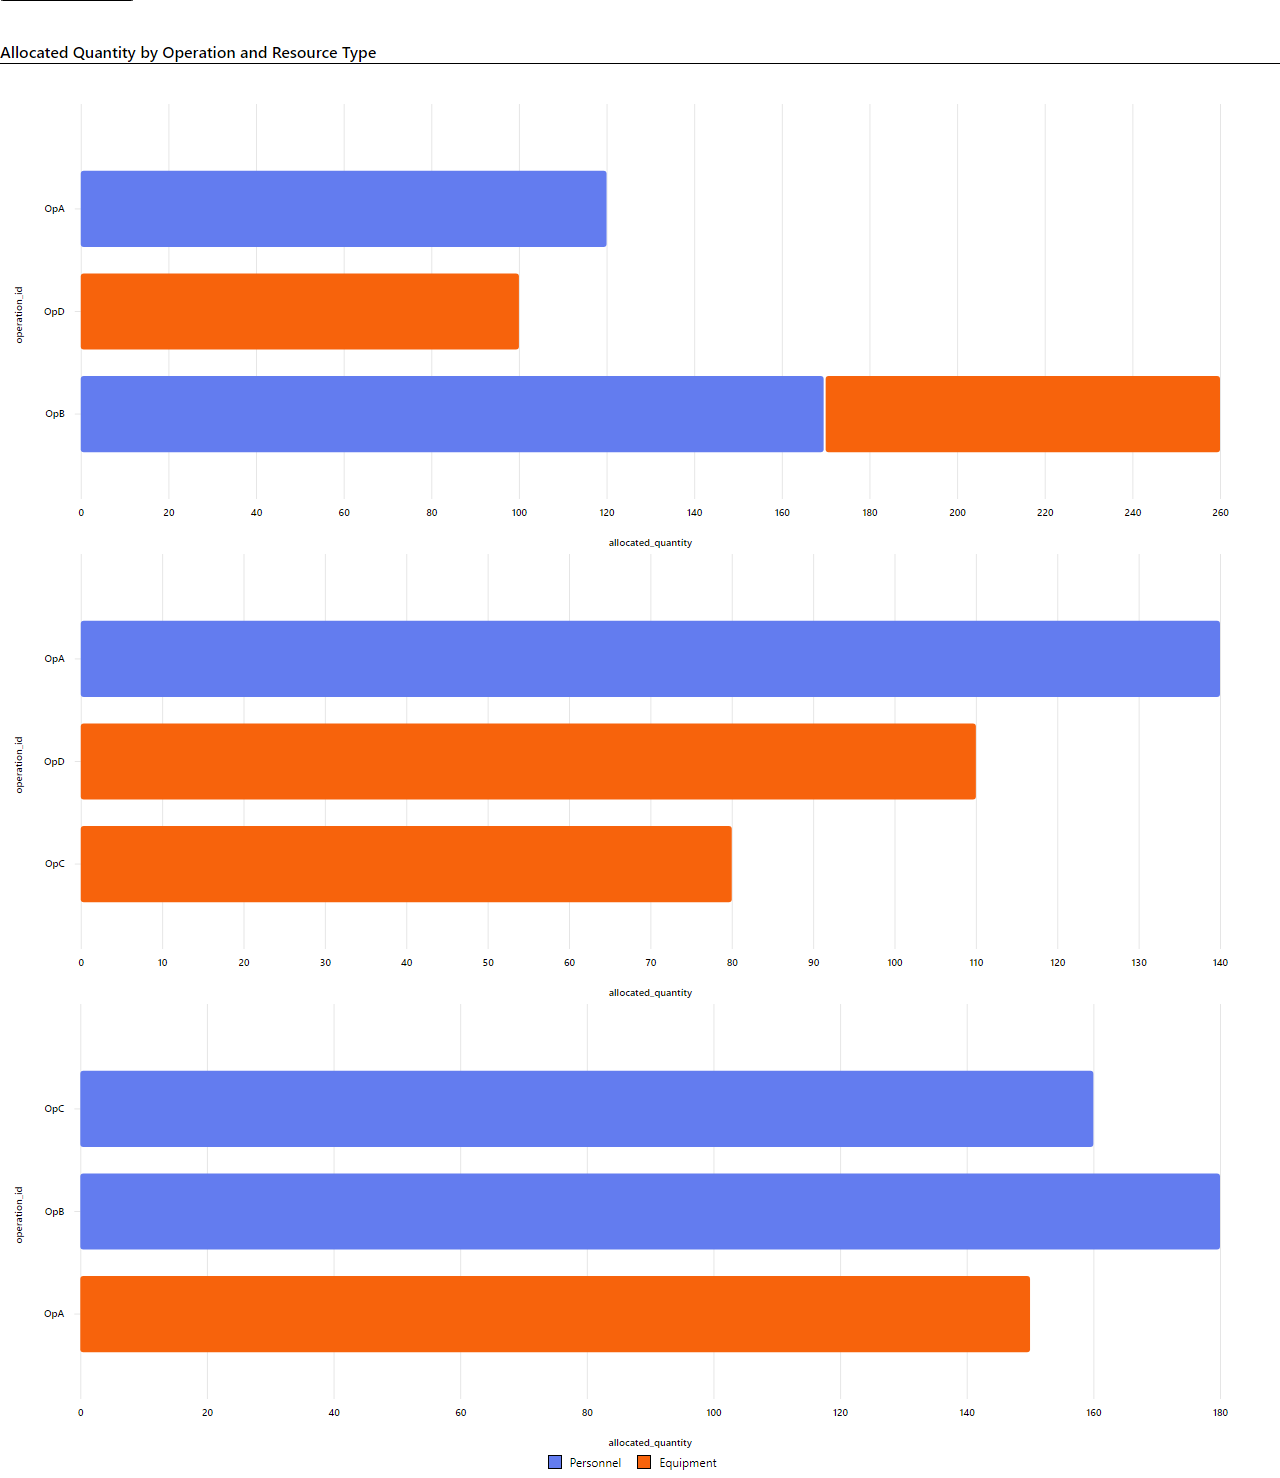 Allocated Quantity by Operation and Resource Type
OpA
OpD
OpB
operation_id
0 20 40 60 80 100 120 140 160 180 200 220 240 260
allocated_quantity
OpA
OpD
OpC
operation_id
0 10 20 30 40 50 60 70 80 90 100 110 120 130 140
allocated_quantity
OpC
OpB
OpA
operation_id
0 20 40 60 80 100 120 140 160 180
allocated_quantity
Personnel Equipment